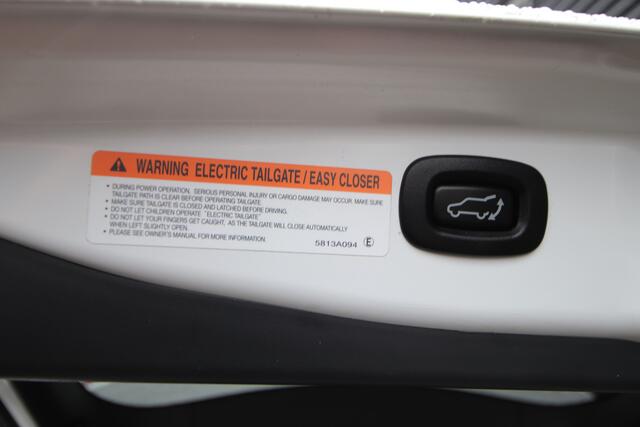 WARNING ELECTRIC TAILGATE / EASY CLOSER
• DURING POWER OPERATION, SERIOUS PERSONAL INJURY OR CARGO DAMAGE MAY OCCUR. MAKE SURE
TAILGATE PATH IS CLEAR BEFORE OPERATING TAILGATE.
• MAKE SURE TAILGATE IS CLOSED AND LATCHED BEFORE DRIVING.
• DO NOT LET CHILDREN OPERATE "ELECTRIC TAILGATE"
• DO NOT LET YOUR FINGERS GET CAUGHT, AS THE TAILGATE WILL CLOSE AUTOMATICALLY
WHEN LEFT SLIGHTLY OPEN.
• PLEASE SEE OWNER'S MANUAL FOR MORE INFORMATION.
5813A094 Ⓔ